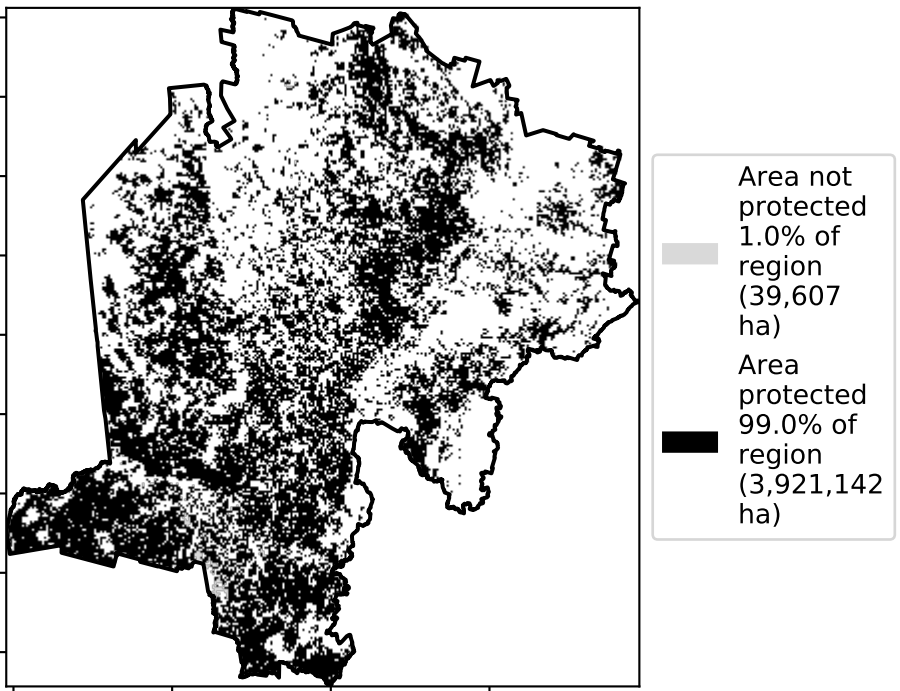 Area not
protected
1.0% of
region
(39,607
ha)
Area
protected
99.0% of
region
(3,921,142
ha)